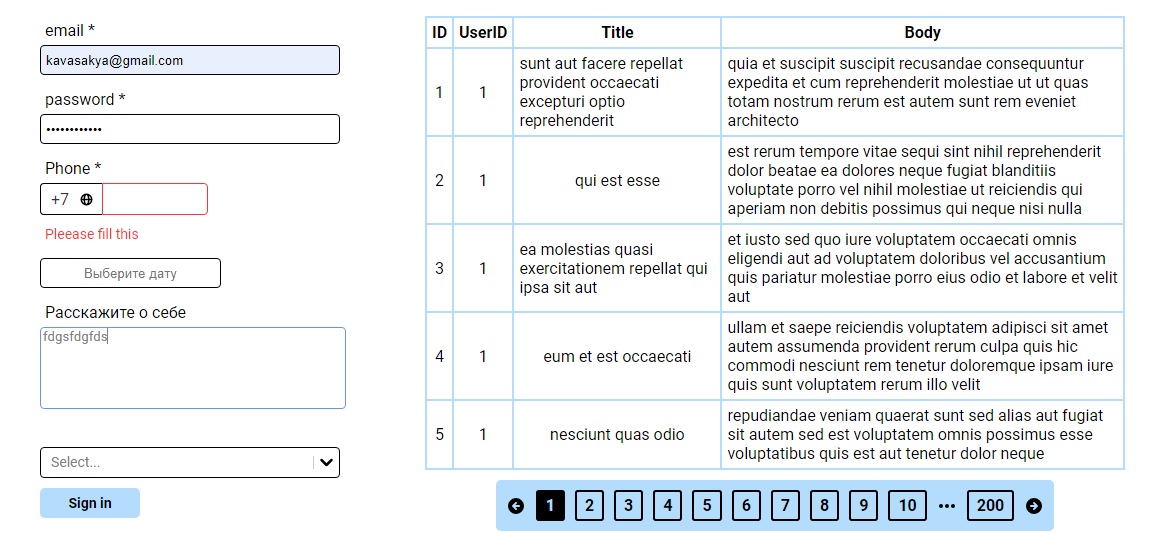 email *
kavasakya@gmail.com
password *
••••••••••••
Phone *
+7
Pleease fill this
Выберите дату
Расскажите о себе
fdgsfdgfds
Select...
Sign in
ID UserID Title Body
1 1
sunt aut facere repellat
provident occaecati
excepturi optio
reprehenderit
quia et suscipit suscipit recusandae consequuntur
expedita et cum reprehenderit molestiae ut ut quas
totam nostrum rerum est autem sunt rem eveniet
architecto
2 1
qui est esse
est rerum tempore vitae sequi sint nihil reprehenderit
dolor beatae ea dolores neque fugiat blanditiis
voluptate porro vel nihil molestiae ut reiciendis qui
aperiam non debitis possimus qui neque nisi nulla
3 1
ea molestias quasi
exercitationem repellat qui
ipsa sit aut
et iusto sed quo iure voluptatem occaecati omnis
eligendi aut ad voluptatem doloribus vel accusantium
quis pariatur molestiae porro eius odio et labore et velit
aut
4 1
eum et est occaecati
ullam et saepe reiciendis voluptatem adipisci sit amet
autem assumenda provident rerum culpa quis hic
commodi nesciunt rem tenetur doloremque ipsam iure
quis sunt voluptatem rerum illo velit
5 1
nesciunt quas odio
repudiandae veniam quaerat sunt sed alias aut fugiat
sit autem sed est voluptatem omnis possimus esse
voluptatibus quis est aut tenetur dolor neque
1 2 3 4 5 6 7 8 9 10 ••• 200